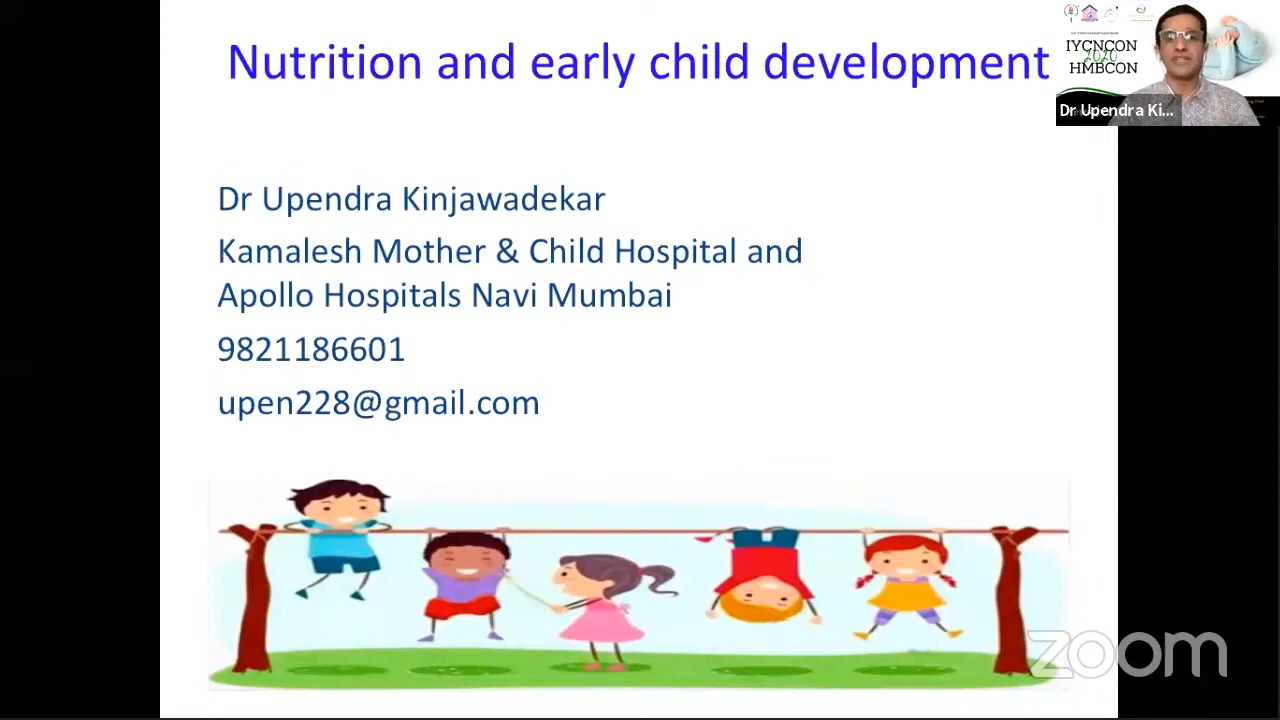 Nutrition and early child development
IYCNCON
2020
HMBCON
Dr Upendra Ki...
Dr Upendra Kinjawadekar
Kamalesh Mother & Child Hospital and
Apollo Hospitals Navi Mumbai
9821186601
upen228@gmail.com
zoom